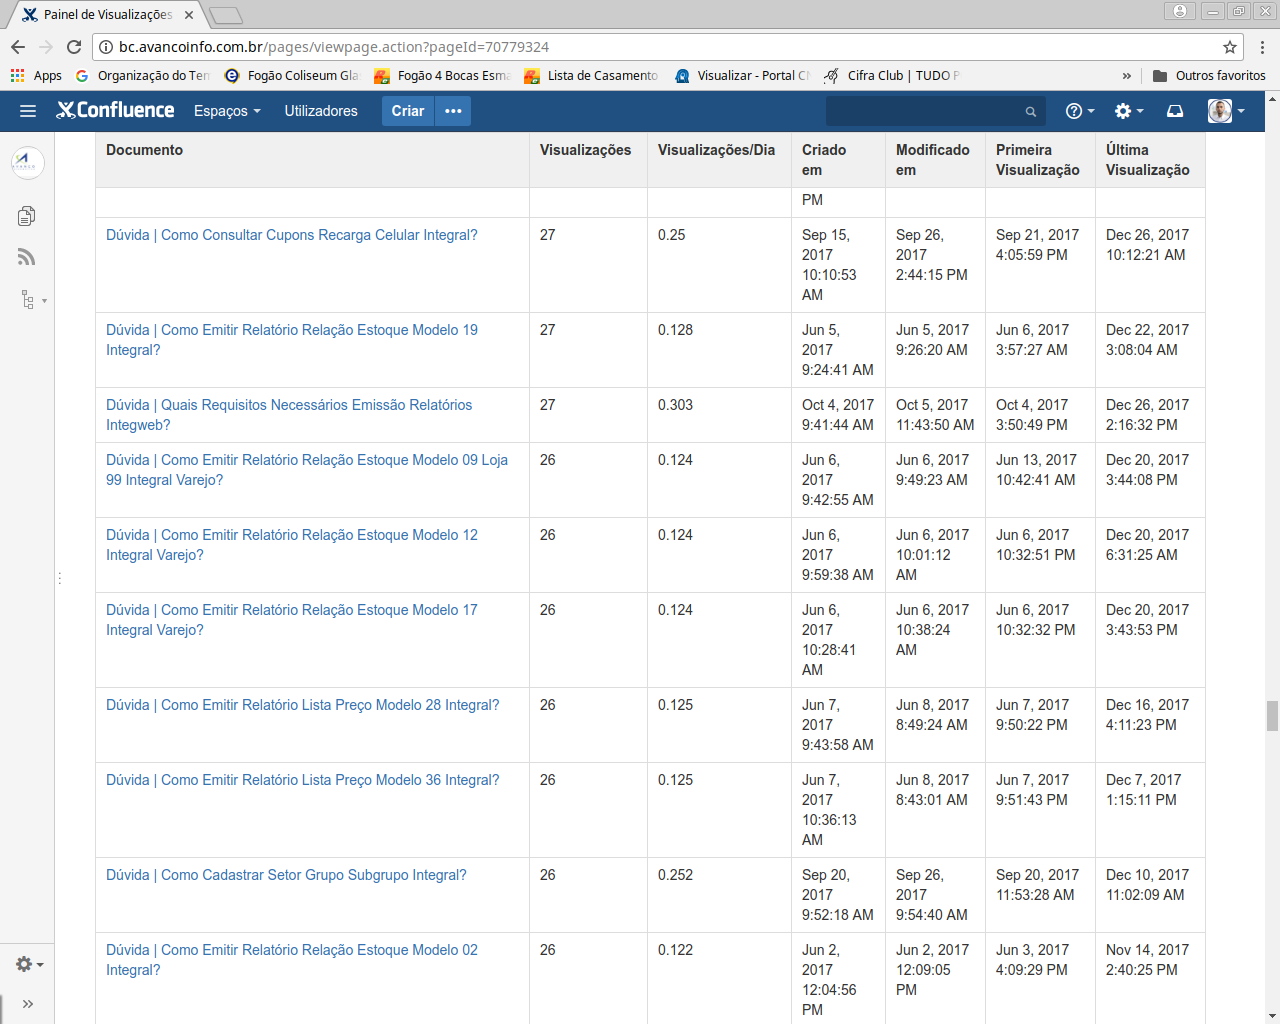 Painel de Visualizações
bc.avancoinfo.com.br/pages/viewpage.action?pageId=70779324
Apps
Organização do Ter
Fogão Coliseum Gla
Fogão 4 Bocas Esma
Lista de Casamento
Visualizar - Portal C
Cifra Club | TUDO
Outros favoritos
Confluence
Espaços
Utilizadores
Criar
Documento
Visualizações
Visualizações/Dia
Criado
em
Modificado
em
Primeira
Visualização
Última
Visualização
PM
Dúvida | Como Consultar Cupons Recarga Celular Integral?
27
0.25
Sep 15,
2017
10:10:53
AM
Sep 26,
2017
2:44:15 PM
Sep 21, 2017
4:05:59 PM
Dec 26, 2017
10:12:21 AM
Dúvida | Como Emitir Relatório Relação Estoque Modelo 19
Integral?
27
0.128
Jun 5,
2017
9:24:41 AM
Jun 5, 2017
9:26:20 AM
Jun 6, 2017
3:57:27 AM
Dec 22, 2017
3:08:04 AM
Dúvida | Quais Requisitos Necessários Emissão Relatórios
Integweb?
27
0.303
Oct 4, 2017
9:41:44 AM
Oct 5, 2017
11:43:50 AM
Oct 4, 2017
3:50:49 PM
Dec 26, 2017
2:16:32 PM
Dúvida | Como Emitir Relatório Relação Estoque Modelo 09 Loja
99 Integral Varejo?
26
0.124
Jun 6,
2017
9:42:55 AM
Jun 6, 2017
9:49:23 AM
Jun 13, 2017
10:42:41 AM
Dec 20, 2017
3:44:08 PM
Dúvida | Como Emitir Relatório Relação Estoque Modelo 12
Integral Varejo?
26
0.124
Jun 6,
2017
9:59:38 AM
Jun 6, 2017
10:01:12
AM
Jun 6, 2017
10:32:51 PM
Dec 20, 2017
6:31:25 AM
Dúvida | Como Emitir Relatório Relação Estoque Modelo 17
Integral Varejo?
26
0.124
Jun 6,
2017
10:28:41
AM
Jun 6, 2017
10:38:24
AM
Jun 6, 2017
10:32:32 PM
Dec 20, 2017
3:43:53 PM
Dúvida | Como Emitir Relatório Lista Preço Modelo 28 Integral?
26
0.125
Jun 7,
2017
9:43:58 AM
Jun 8, 2017
8:49:24 AM
Jun 7, 2017
9:50:22 PM
Dec 16, 2017
4:11:23 PM
Dúvida | Como Emitir Relatório Lista Preço Modelo 36 Integral?
26
0.125
Jun 7,
2017
10:36:13
AM
Jun 8, 2017
8:43:01 AM
Jun 7, 2017
9:51:43 PM
Dec 7, 2017
1:15:11 PM
Dúvida | Como Cadastrar Setor Grupo Subgrupo Integral?
26
0.252
Sep 20,
2017
9:52:18 AM
Sep 26,
2017
9:54:40 AM
Sep 20, 2017
11:53:28 AM
Dec 10, 2017
11:02:09 AM
Dúvida | Como Emitir Relatório Relação Estoque Modelo 02
Integral?
26
0.122
Jun 2,
2017
12:04:56
PM
Jun 2, 2017
12:09:05
PM
Jun 3, 2017
4:09:29 PM
Nov 14, 2017
2:40:25 PM